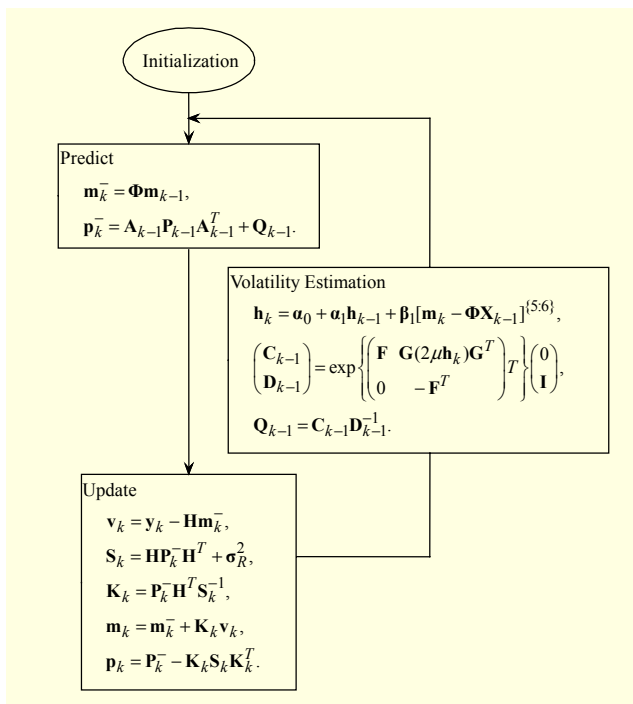 Initialization
Predict
m_k^- = Φm_{k−1},
p_k^- = A_{k−1}P_{k−1}A_{k−1}^T + Q_{k−1}.
Volatility Estimation
h_k = α_0 + α_1h_{k−1} + β_1[m_k − ΦX_{k−1}]^{{5:6}},
(C_{k−1} D_{k−1}) = exp{(F G(2μh_k)G^T 0 −F^T)T}(0 I),
Q_{k−1} = C_{k−1}D_{k−1}^{−1}.
Update
v_k = y_k − Hm_k^-,
S_k = HP_k^-H^T + σ_R^2,
K_k = P_k^-H^TS_k^{−1},
m_k = m_k^- + K_kv_k,
p_k = P_k^- − K_kS_kK_k^T.